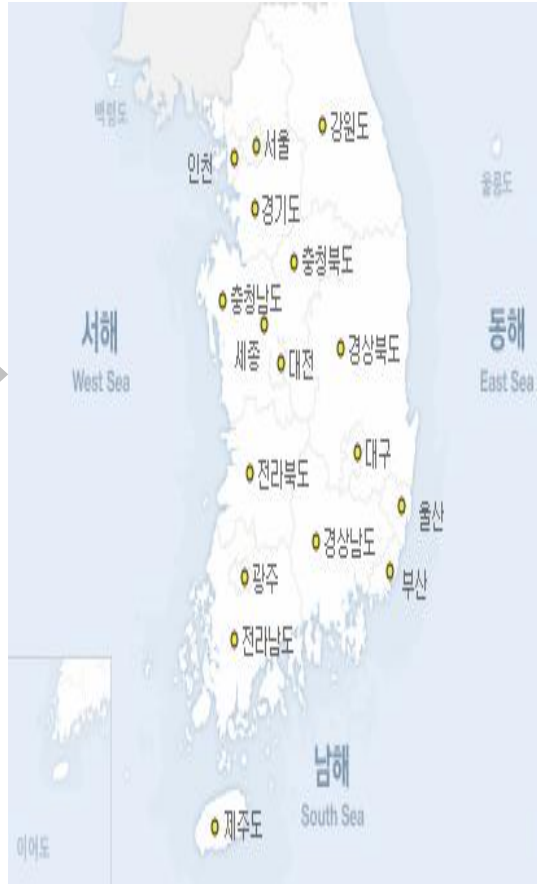 백령도
강원도
서울
인천
울릉도
경기도
충청북도
충청남도
서해
West Sea
동해
East Sea
세종
대전
경상북도
대구
전라북도
울산
경상남도
광주
부산
전라남도
남해
South Sea
제주도
이어도